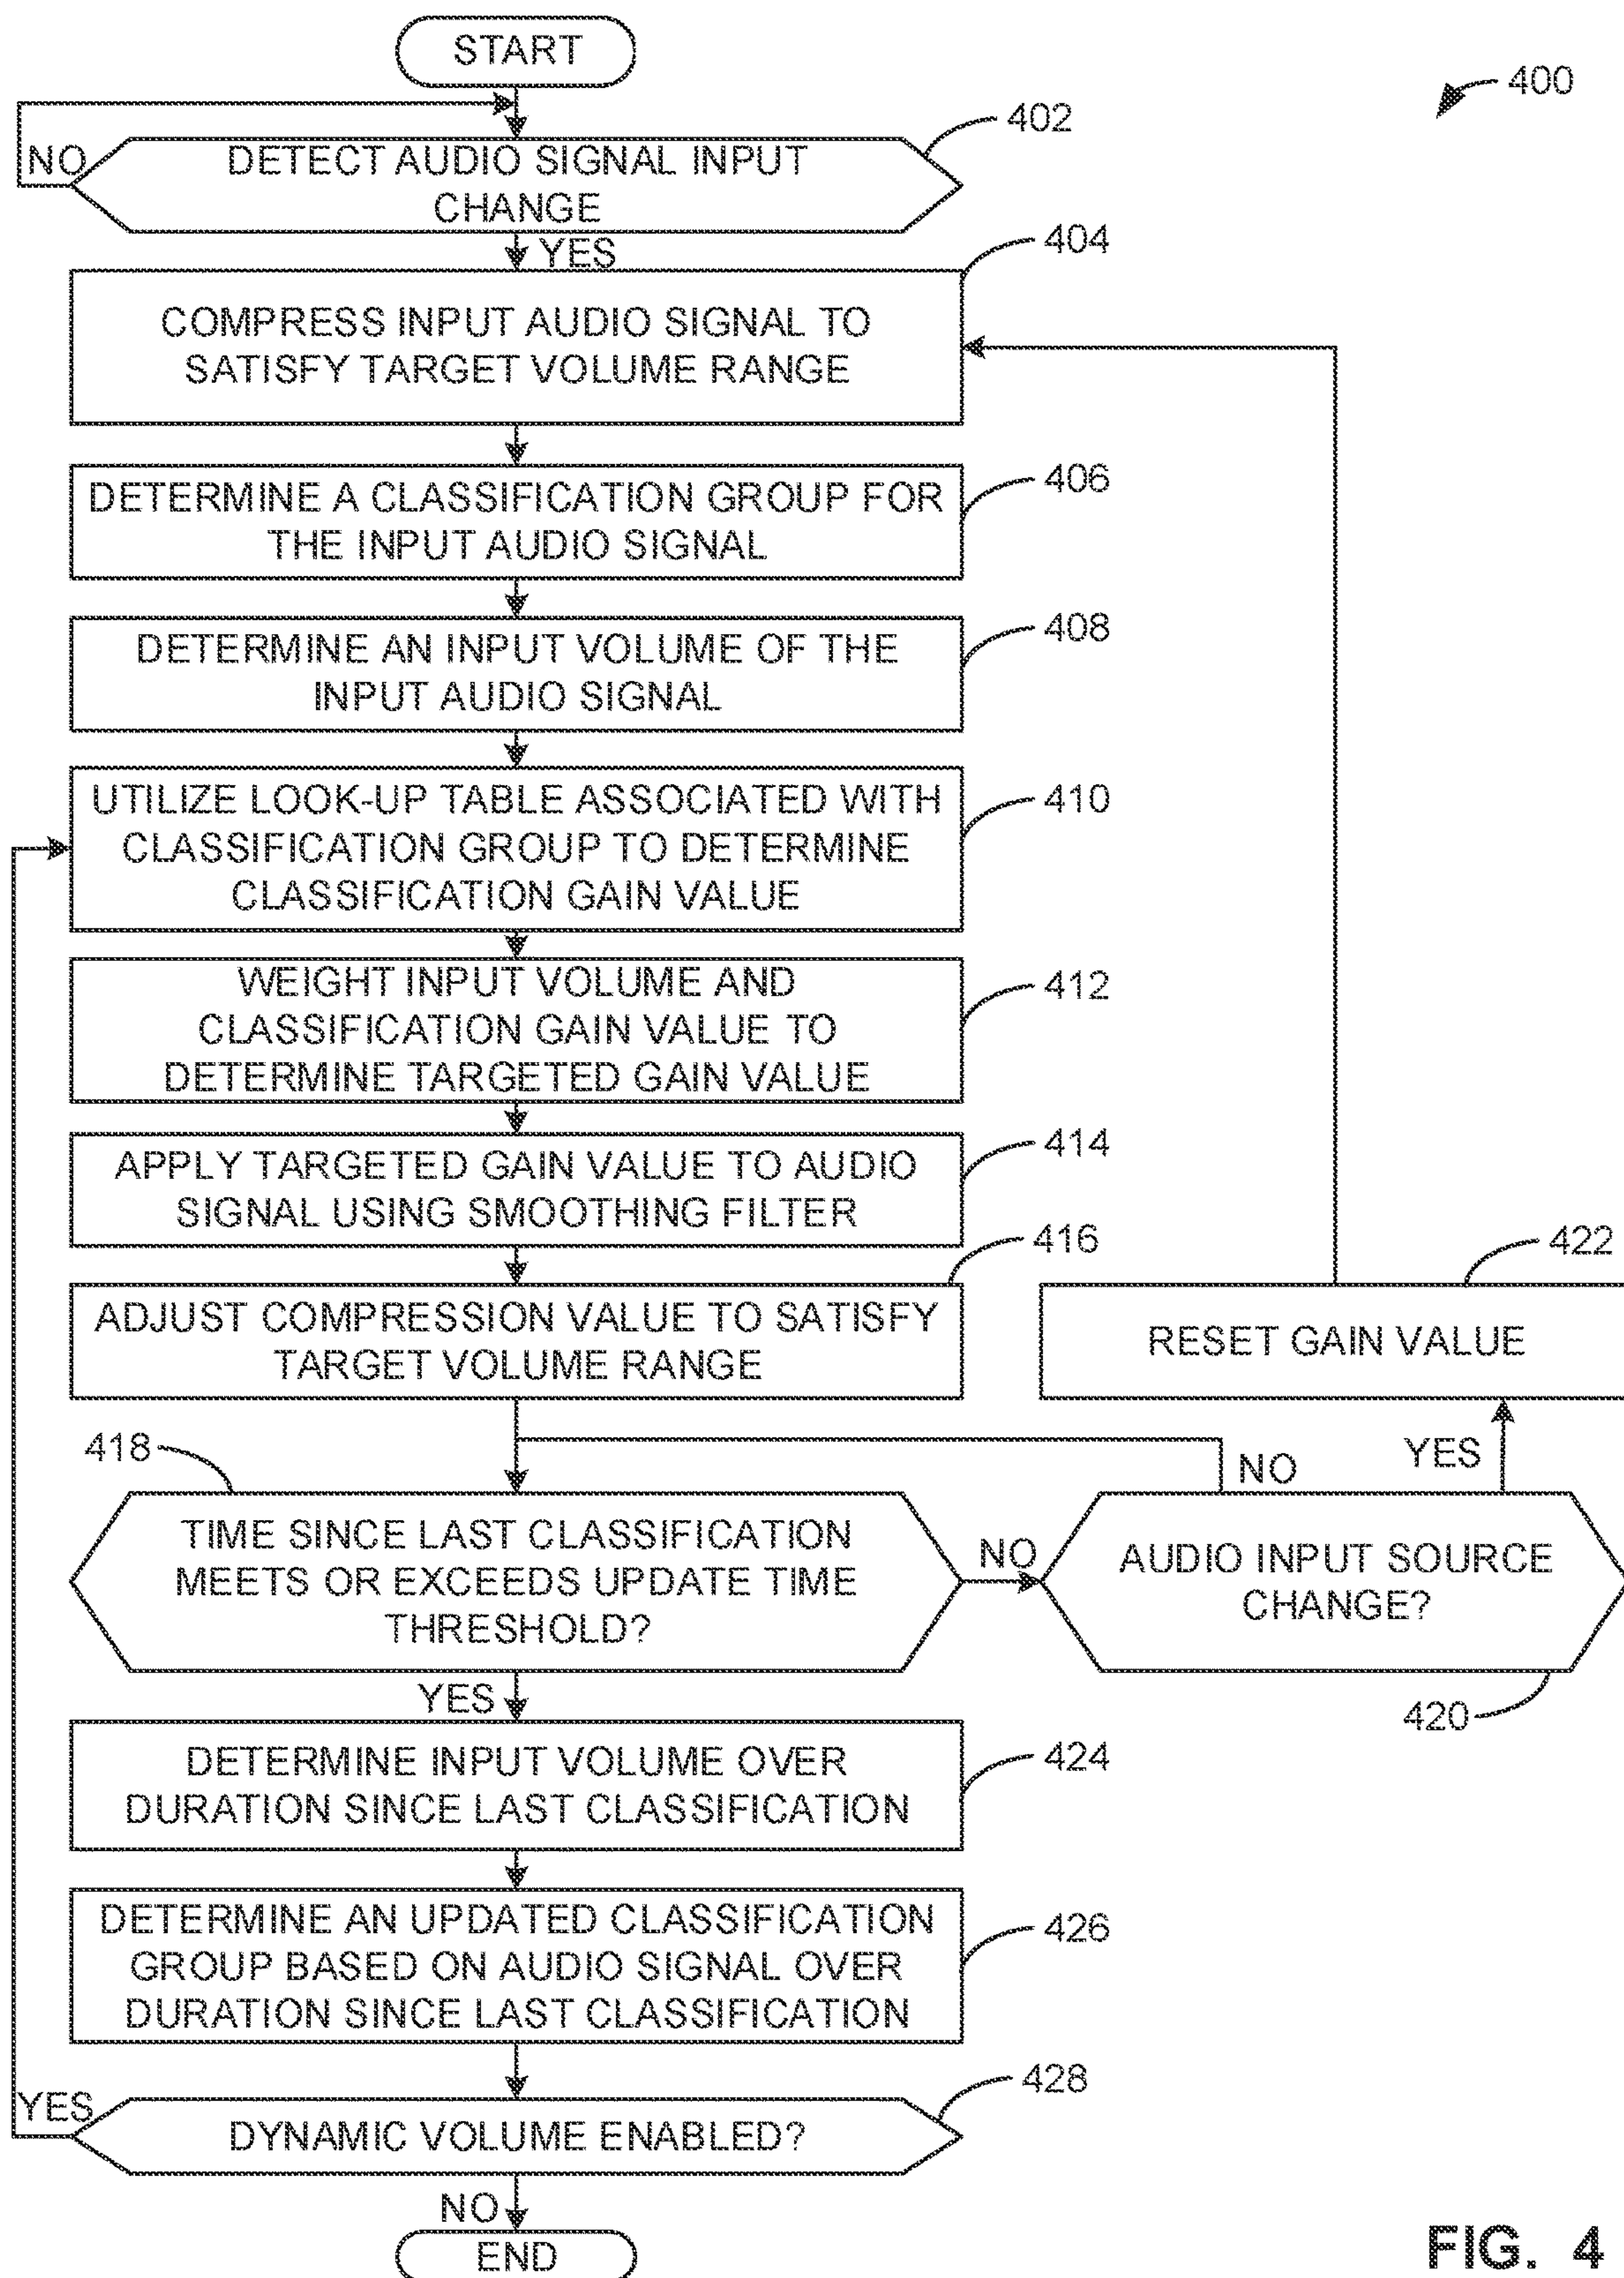 START
400
402
NO
DETECT AUDIO SIGNAL INPUT
CHANGE
YES
404
COMPRESS INPUT AUDIO SIGNAL TO
SATISFY TARGET VOLUME RANGE
406
DETERMINE A CLASSIFICATION GROUP FOR
THE INPUT AUDIO SIGNAL
408
DETERMINE AN INPUT VOLUME OF THE
INPUT AUDIO SIGNAL
410
UTILIZE LOOK-UP TABLE ASSOCIATED WITH
CLASSIFICATION GROUP TO DETERMINE
CLASSIFICATION GAIN VALUE
412
WEIGHT INPUT VOLUME AND
CLASSIFICATION GAIN VALUE TO
DETERMINE TARGETED GAIN VALUE
414
APPLY TARGETED GAIN VALUE TO AUDIO
SIGNAL USING SMOOTHING FILTER
416
ADJUST COMPRESSION VALUE TO SATISFY
TARGET VOLUME RANGE
422
RESET GAIN VALUE
418
TIME SINCE LAST CLASSIFICATION
MEETS OR EXCEEDS UPDATE TIME
THRESHOLD?
NO
NO
YES
AUDIO INPUT SOURCE
CHANGE?
420
YES
424
DETERMINE INPUT VOLUME OVER
DURATION SINCE LAST CLASSIFICATION
426
DETERMINE AN UPDATED CLASSIFICATION
GROUP BASED ON AUDIO SIGNAL OVER
DURATION SINCE LAST CLASSIFICATION
428
YES
DYNAMIC VOLUME ENABLED?
NO
END
FIG. 4